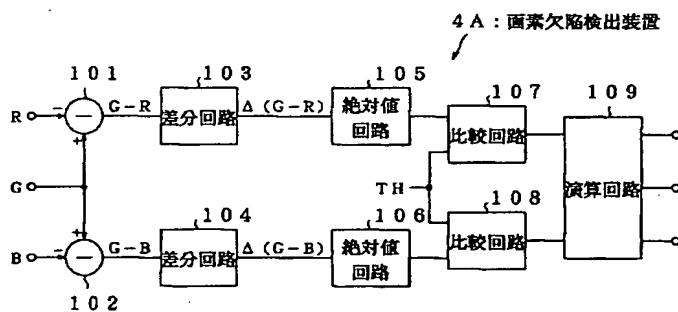 4A:画素欠陥検出装置
101
103
105
107
109
R
−
G−R
差分回路
Δ(G−R)
絶対値
回路
比較回路
+
G
TH
演算回路
104
106
108
+
B
−
G−B
差分回路
Δ(G−B)
絶対値
回路
比較回路
102